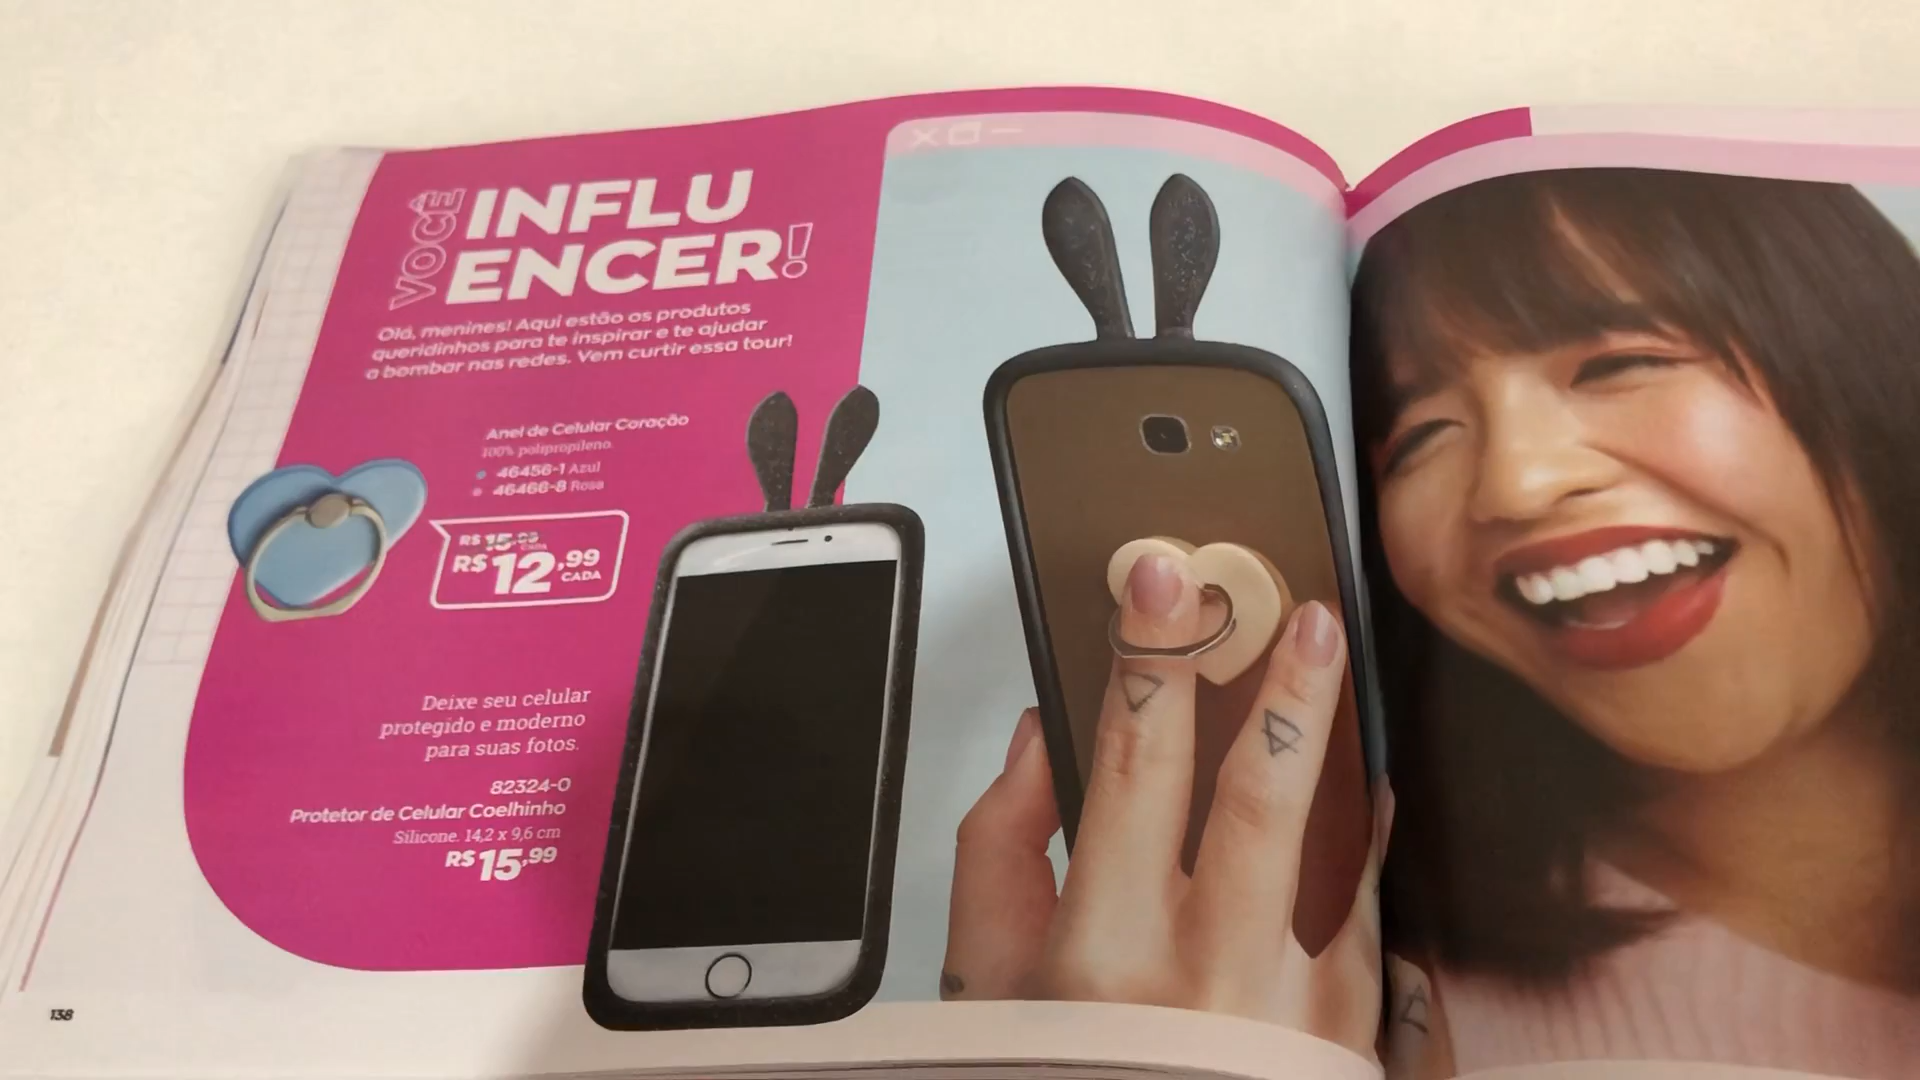 VOCÊ
INFLU
ENCER!
Olá, menines! Aqui estão os produtos
queridinhos para te inspirar e te ajudar
a bombar nas redes. Vem curtir essa tour!
Anel de Celular Coração
100% polipropileno.
46456-1 Azul
46466-8 Rosa
R$ 15,99
CADA
R$ 12,99
CADA
Deixe seu celular
protegido e moderno
para suas fotos.
82324-0
Protetor de Celular Coelhinho
Silicone. 14,2 x 9,6 cm
R$ 15,99
138